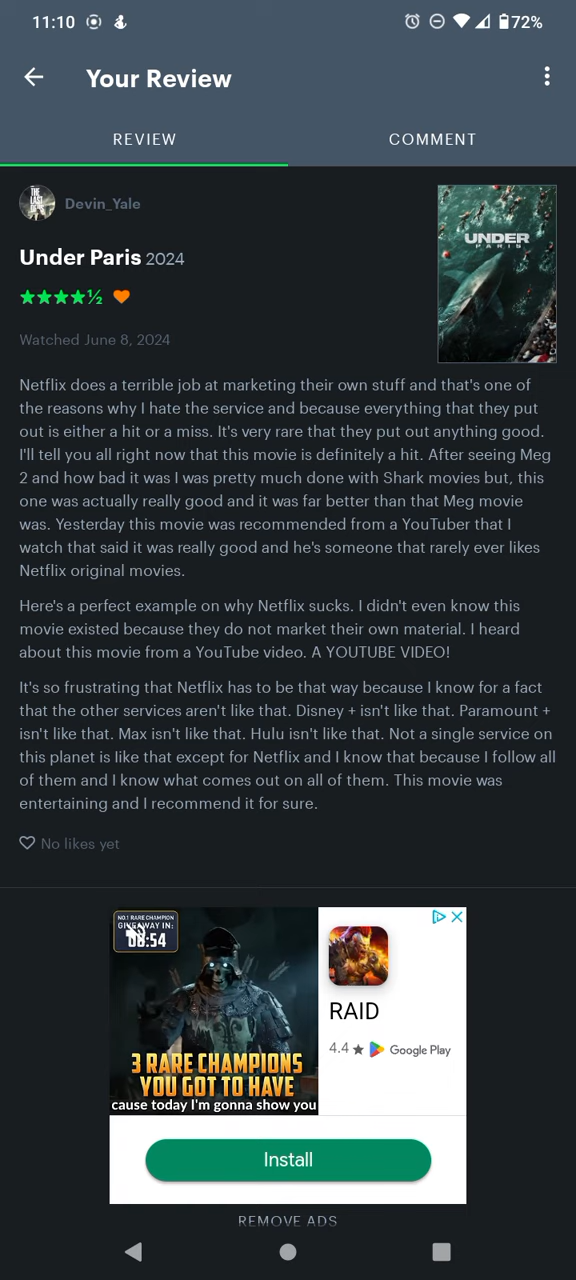 11:10
72%
Your Review
REVIEW
COMMENT
Devin_Yale
Under Paris 2024
★★★★½
Watched June 8, 2024
UNDER
PARIS
Netflix does a terrible job at marketing their own stuff and that's one of
the reasons why I hate the service and because everything that they put
out is either a hit or a miss. It's very rare that they put out anything good.
I'll tell you all right now that this movie is definitely a hit. After seeing Meg
2 and how bad it was I was pretty much done with Shark movies but, this
one was actually really good and it was far better than that Meg movie
was. Yesterday this movie was recommended from a YouTuber that I
watch that said it was really good and he's someone that rarely ever likes
Netflix original movies.
Here's a perfect example on why Netflix sucks. I didn't even know this
movie existed because they do not market their own material. I heard
about this movie from a YouTube video. A YOUTUBE VIDEO!
It's so frustrating that Netflix has to be that way because I know for a fact
that the other services aren't like that. Disney + isn't like that. Paramount +
isn't like that. Max isn't like that. Hulu isn't like that. Not a single service on
this planet is like that except for Netflix and I know that because I follow all
of them and I know what comes out on all of them. This movie was
entertaining and I recommend it for sure.
No likes yet
NO.1 RARE CHAMPION
GIVEAWAY IN:
08:54
3 RARE CHAMPIONS
YOU GOT TO HAVE
cause today I'm gonna show you
RAID
4.4 ★ Google Play
Install
REMOVE ADS